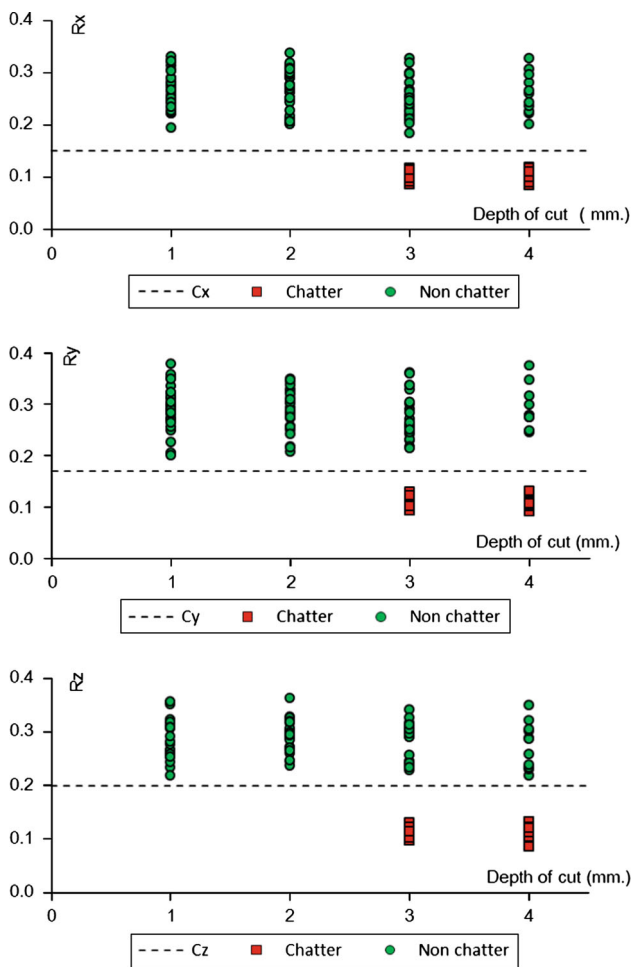 Rx
0.4
0.3
0.2
0.1
0.0
Depth of cut ( mm.)
0 1 2 3 4
Cx Chatter Non chatter
Ry
0.4
0.3
0.2
0.1
0.0
Depth of cut (mm.)
0 1 2 3 4
Cy Chatter Non chatter
Rz
0.4
0.3
0.2
0.1
0.0
Depth of cut (mm.)
0 1 2 3 4
Cz Chatter Non chatter